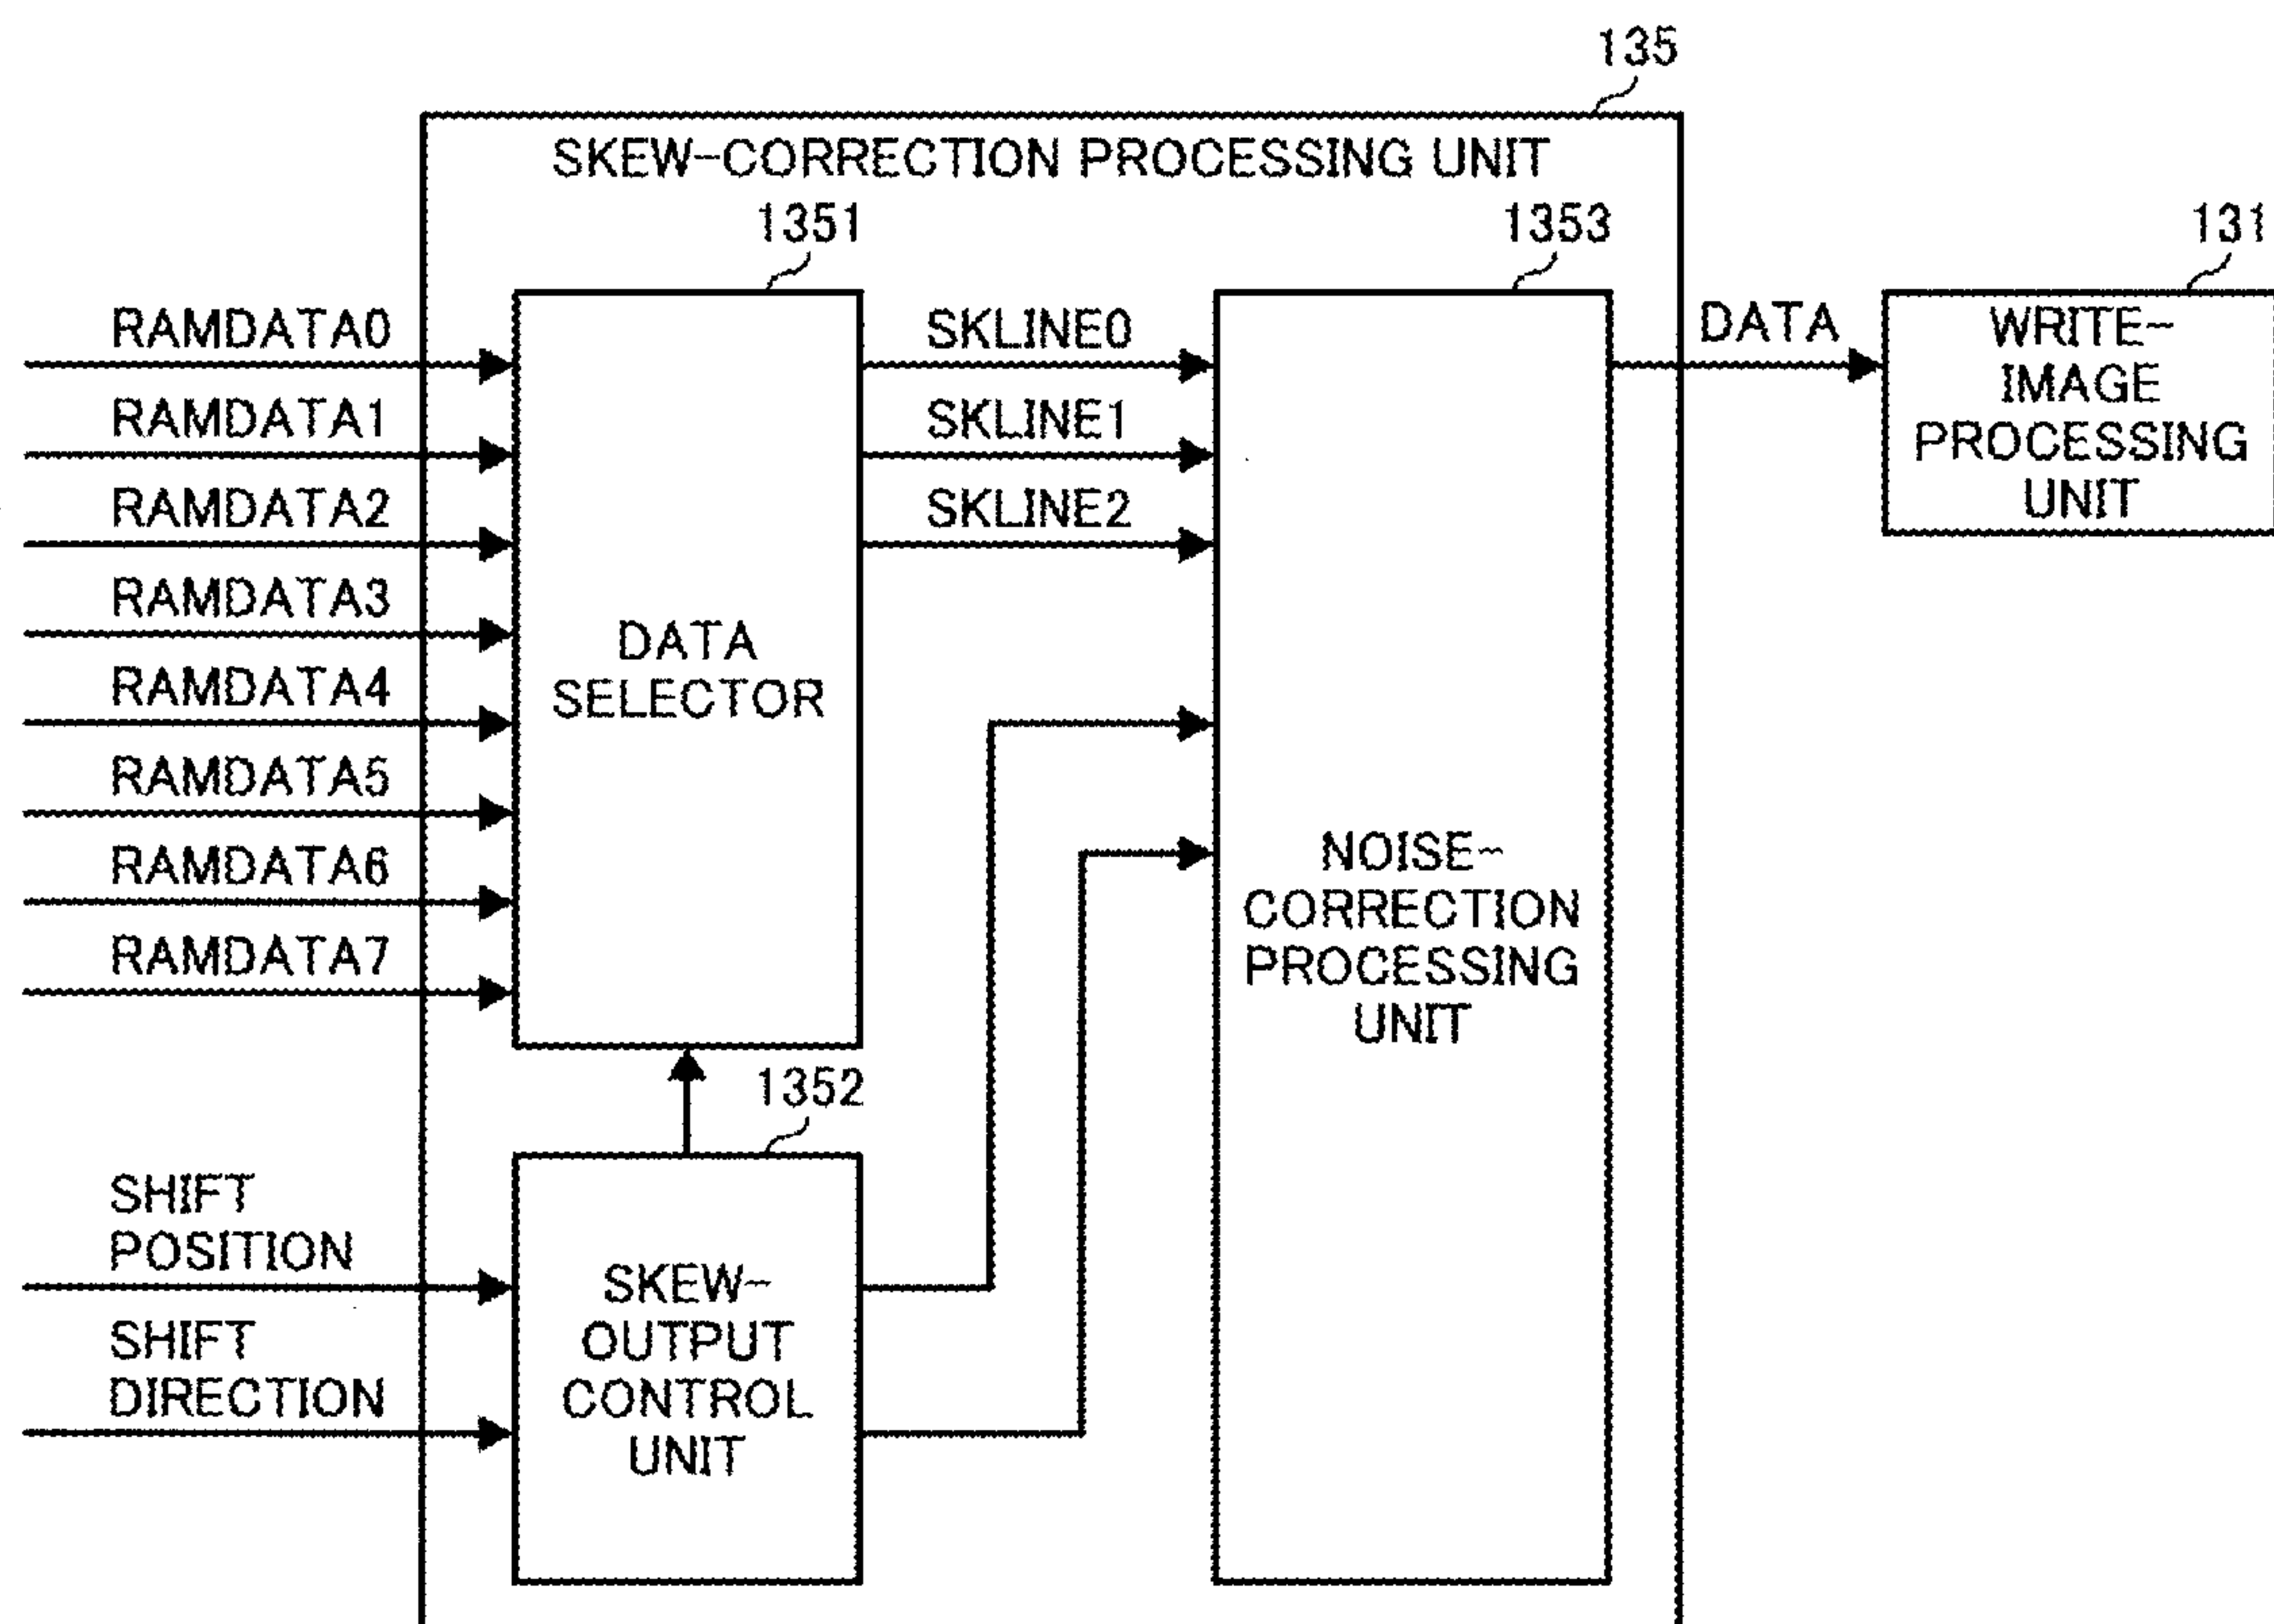 135
SKEW-CORRECTION PROCESSING UNIT
1351
1353
131
RAMDATA0
RAMDATA1
RAMDATA2
RAMDATA3
RAMDATA4
RAMDATA5
RAMDATA6
RAMDATA7
DATA
SELECTOR
SKLINE0
SKLINE1
SKLINE2
NOISE-
CORRECTION
PROCESSING
UNIT
DATA
WRITE-
IMAGE
PROCESSING
UNIT
1352
SHIFT
POSITION
SHIFT
DIRECTION
SKEW-
OUTPUT
CONTROL
UNIT